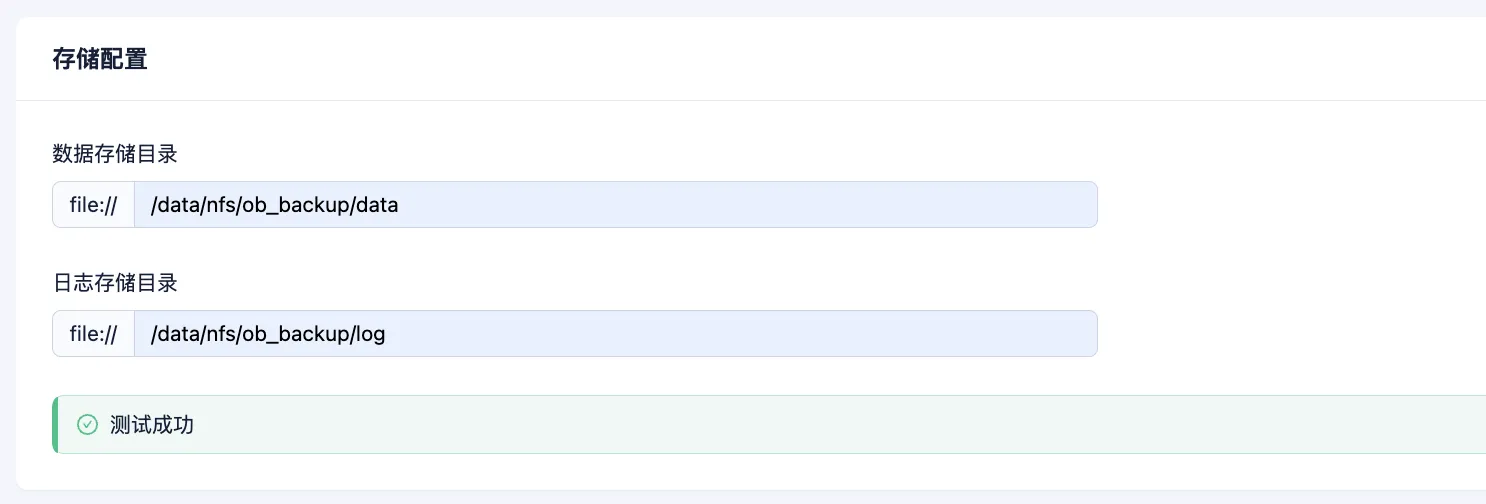 存储配置
数据存储目录
file:// /data/nfs/ob_backup/data
日志存储目录
file:// /data/nfs/ob_backup/log
测试成功